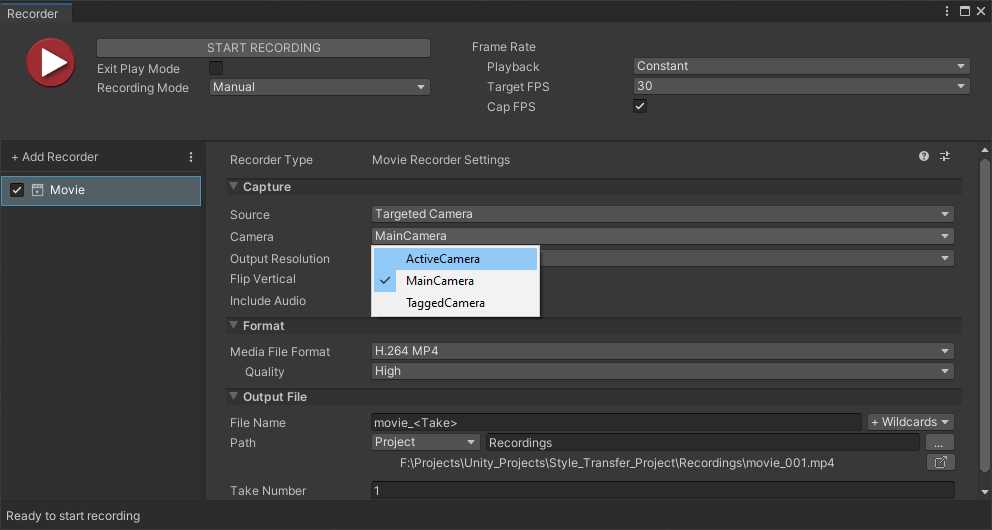 Recorder
START RECORDING
Exit Play Mode
Recording Mode Manual
Frame Rate
Playback Constant
Target FPS 30
Cap FPS
+ Add Recorder
Movie
Recorder Type Movie Recorder Settings
Capture
Source Targeted Camera
Camera MainCamera
ActiveCamera
MainCamera
TaggedCamera
Output Resolution
Flip Vertical
Include Audio
Format
Media File Format H.264 MP4
Quality High
Output File
File Name movie_<Take> + Wildcards
Path Project Recordings ...
F:\Projects\Unity_Projects\Style_Transfer_Project\Recordings\movie_001.mp4
Take Number 1
Ready to start recording